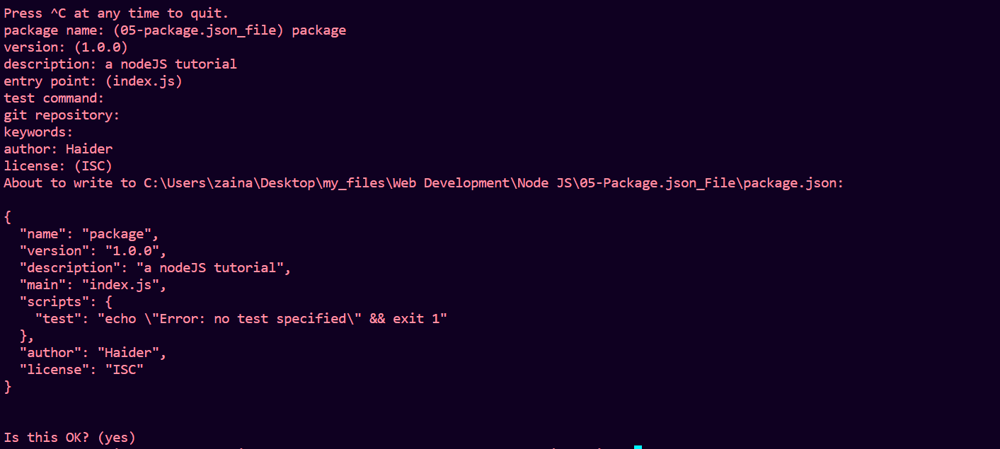 Press ^C at any time to quit.
package name: (05-package.json_file) package
version: (1.0.0)
description: a nodeJS tutorial
entry point: (index.js)
test command:
git repository:
keywords:
author: Haider
license: (ISC)
About to write to C:\Users\zaina\Desktop\my_files\Web Development\Node JS\05-Package.json_File\package.json:
{
  "name": "package",
  "version": "1.0.0",
  "description": "a nodeJS tutorial",
  "main": "index.js",
  "scripts": {
    "test": "echo \"Error: no test specified\" && exit 1"
  },
  "author": "Haider",
  "license": "ISC"
}
Is this OK? (yes)